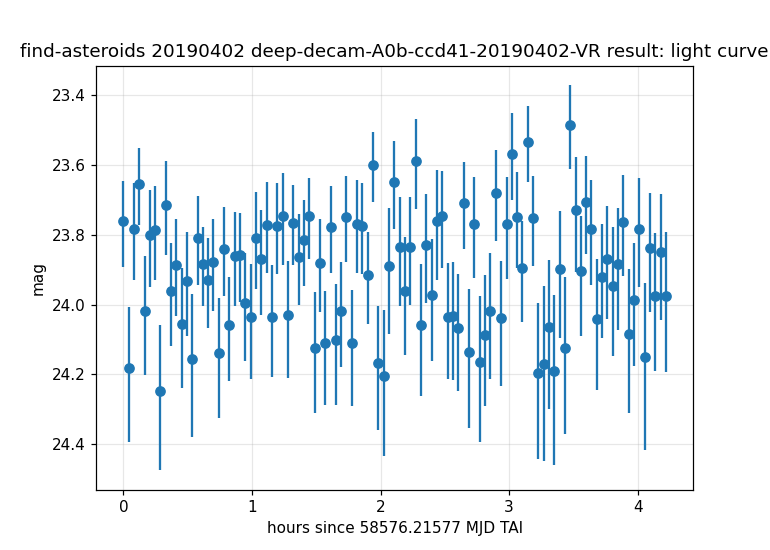 find-asteroids 20190402 deep-decam-A0b-ccd41-20190402-VR result: light curve
23.4
23.6
23.8
24.0
24.2
24.4
mag
0 1 2 3 4
hours since 58576.21577 MJD TAI